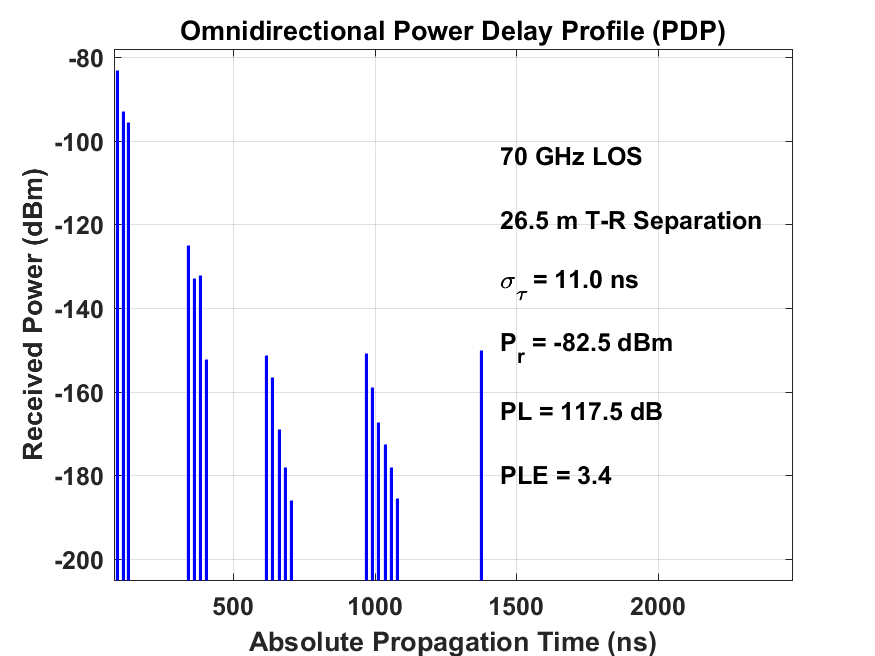 Omnidirectional Power Delay Profile (PDP)
Received Power (dBm)
-80
-100
-120
-140
-160
-180
-200
70 GHz LOS
26.5 m T-R Separation
σ_τ = 11.0 ns
P_r = -82.5 dBm
PL = 117.5 dB
PLE = 3.4
500 1000 1500 2000
Absolute Propagation Time (ns)